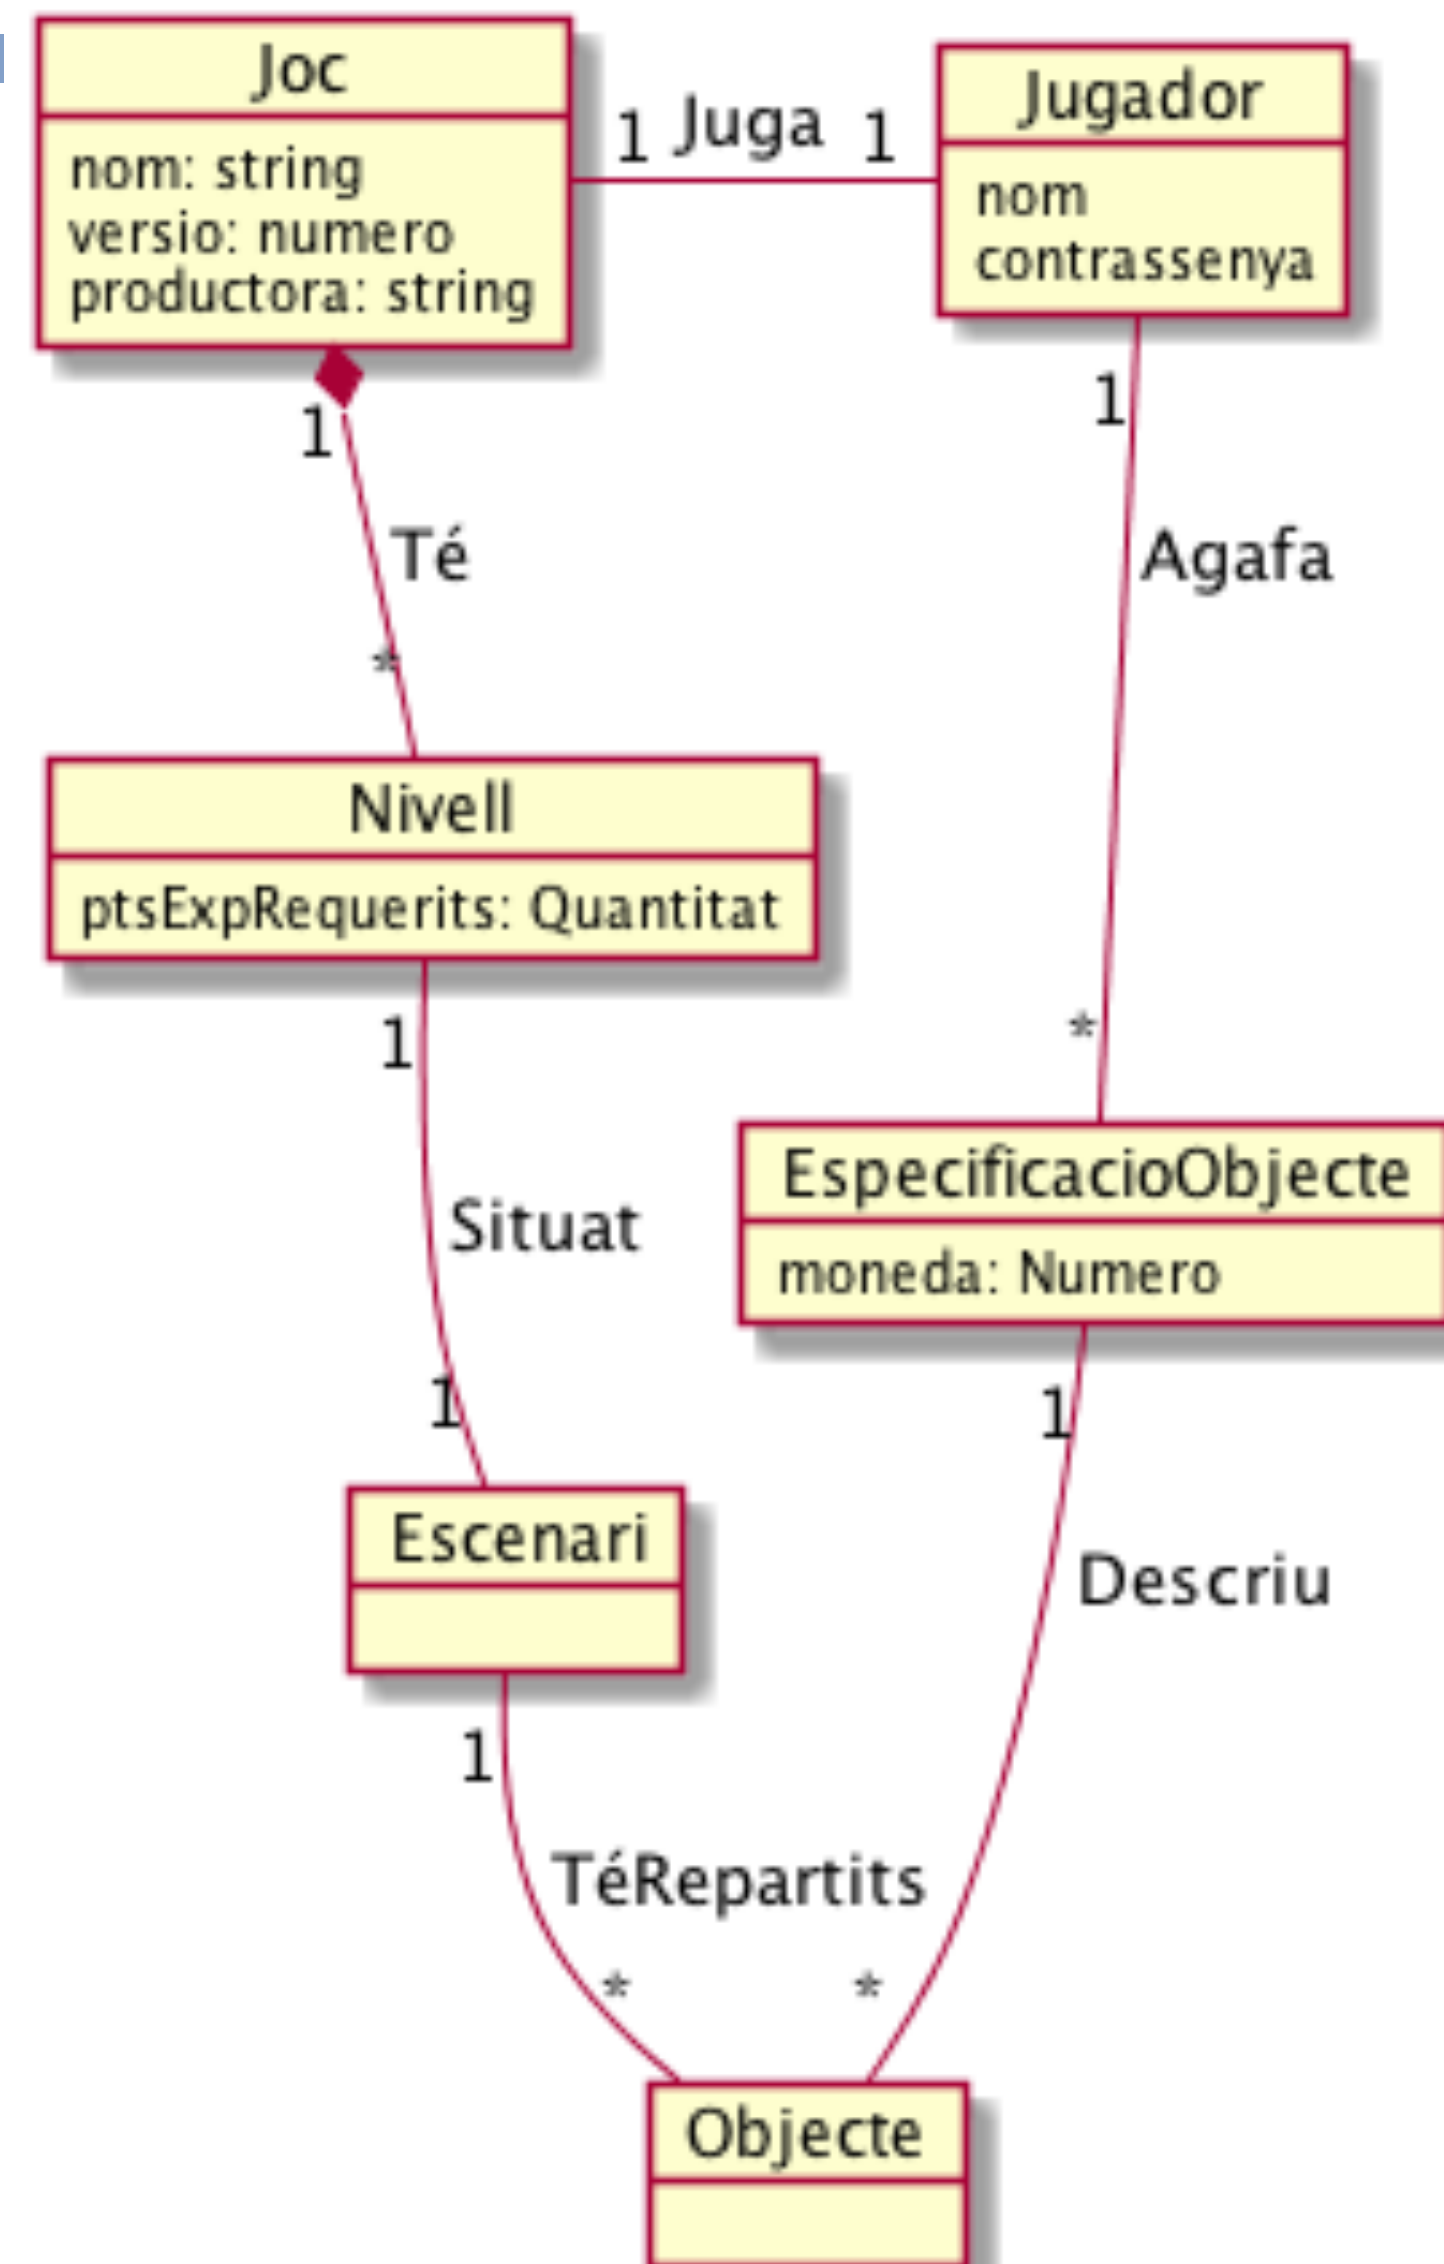 Joc
nom: string
versio: numero
productora: string
1 Juga 1
Jugador
nom
contrassenya
1
Té
*
1
Agafa
*
Nivell
ptsExpRequerits: Quantitat
1
Situat
1
EspecificacioObjecte
moneda: Numero
1
Descriu
*
Escenari
1
TéRepartits
*
Objecte